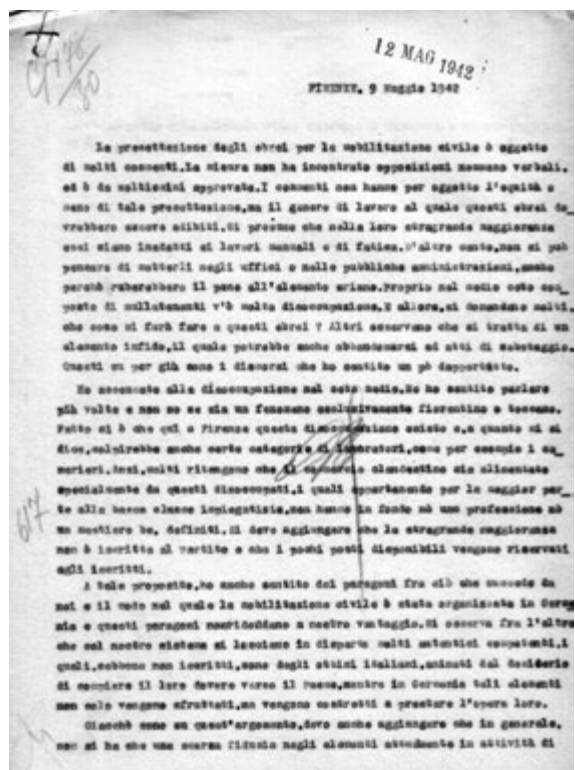 12 MAG 1942
FIRENZE, 9 Maggio 1942
La precettazione degli ebrei per la mobilitazione civile è oggetto
di molti commenti.La misura non ha incontrato opposizioni nemmeno verbali,
ed è da moltissimi approvata.I commenti non hanno per oggetto l'equità o
meno di tale precettazione,ma il genere di lavoro al quale questi ebrei do_
vrebbero essere adibiti.Si presume che nella loro stragrande maggioranza
essi siano inadatti ai lavori manuali e di fatica.D'altro canto,non si può
pensare di metterli negli uffici e nelle pubbliche amministrazioni,anche
perchè ruberebbero il pane all'elemento ariano.Proprio nel medio ceto com_
posto di nullatenenti v'è molta disoccupazione.E allora,si domandano molti,
che cosa si farà fare a questi ebrei ? Altri osservano che si tratta di un
elemento infido,il quale potrebbe anche abbandonarsi ad atti di sabotaggio.
Questi su per giù sono i discorsi che ho sentito un pò dappertutto.
Ho accennato alla disoccupazione nel ceto medio.Ne ho sentito parlare
più volte e non so se sia un fenomeno esclusivamente fiorentino o toscano.
Fatto si è che qui a Firenze questa disoccupazione esiste e,a quanto mi si
dice,colpirebbe anche certe categorie di lavoratori,come per esempio i ca_
merieri.Anzi,molti ritengono che il clandestino sia alimentato
specialmente da questi disoccupati,i quali appartenendo per la maggior par_
te alla bassa classe impiegatizia,non hanno in fondo nè una professione nè
un mestiere be, definiti.Si deve aggiungere che la stragrande maggioranza
non è iscritta al partito e che i pochi posti disponibili vengono riservati
agli iscritti.
A tale proposito,ho anche sentito dei paragoni fra ciò che succede da
noi e il modo nel quale la mobilitazione civile è stata organizzata in Germa
nia e questi paragoni a nostro vantaggio.Si osserva fra l'altro
che col nostro sistema si lasciano in disparte molti autentici competenti,i
quali,sebbene non iscritti,sono degli ottimi italiani,animati dal desiderio
di compiere il loro dovere verso il Paese,mentre in Germania tali elementi
non solo vengono sfruttati,ma vengono costretti a prestare l'opera loro.
Giacchè sono su quest'argomento,devo anche aggiungere che in generale,
non si ha che una scarsa fiducia negli elementi attualmente in attività di